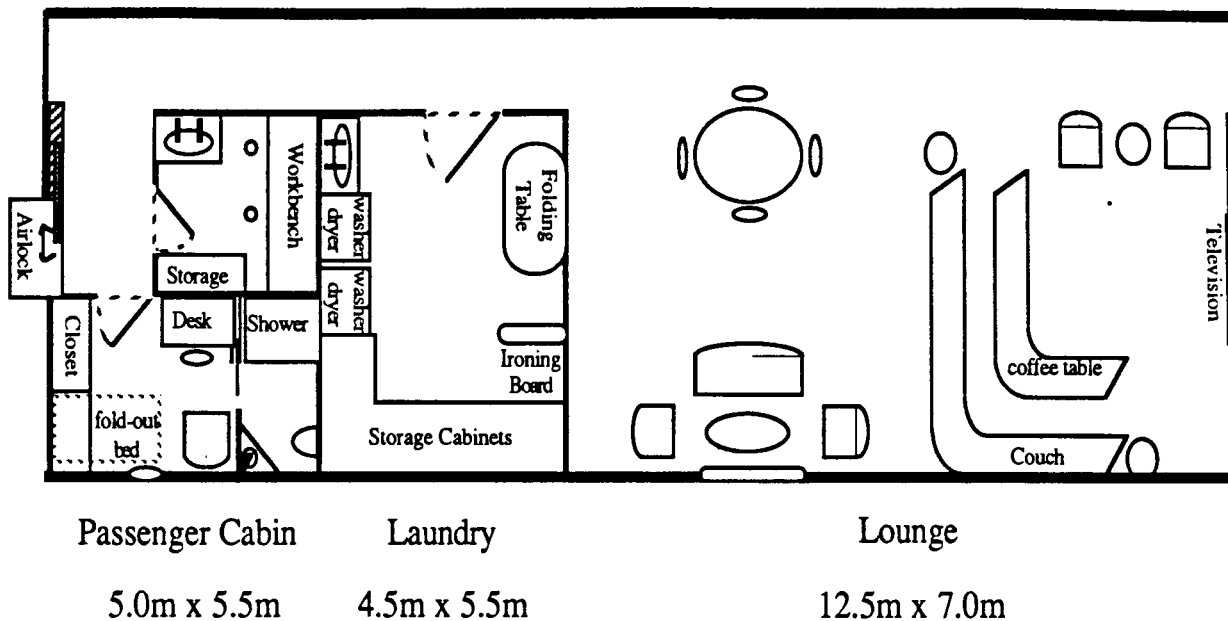 Airlock
Storage
Workbench
washer
dryer
washer
dryer
Folding
Table
Closet
Desk
Shower
fold-out
bed
Ironing
Board
Storage Cabinets
coffee table
Couch
Television
Passenger Cabin
Laundry
Lounge
5.0m x 5.5m
4.5m x 5.5m
12.5m x 7.0m